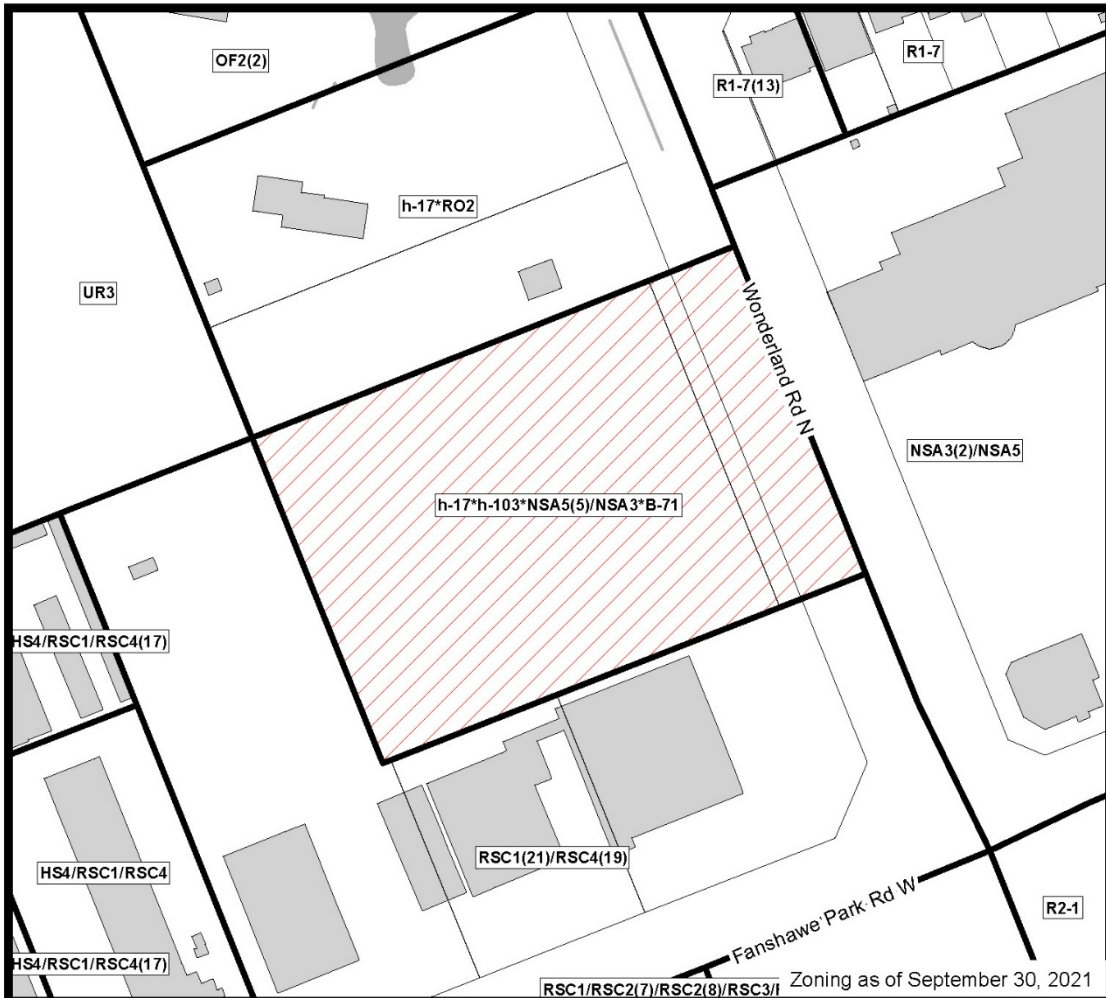 OF2(2)
R1-7
R1-7(13)
h-17*RO2
UR3
Wonderland Rd N
NSA3(2)/NSA5
h-17*h-103*NSA5(5)/NSA3*B-71
HS4/RSC1/RSC4(17)
RSC1(21)/RSC4(19)
HS4/RSC1/RSC4
R2-1
Fanshawe Park Rd W
HS4/RSC1/RSC4(17)
RSC1/RSC2(7)/RSC2(8)/RSC3/
Zoning as of September 30, 2021